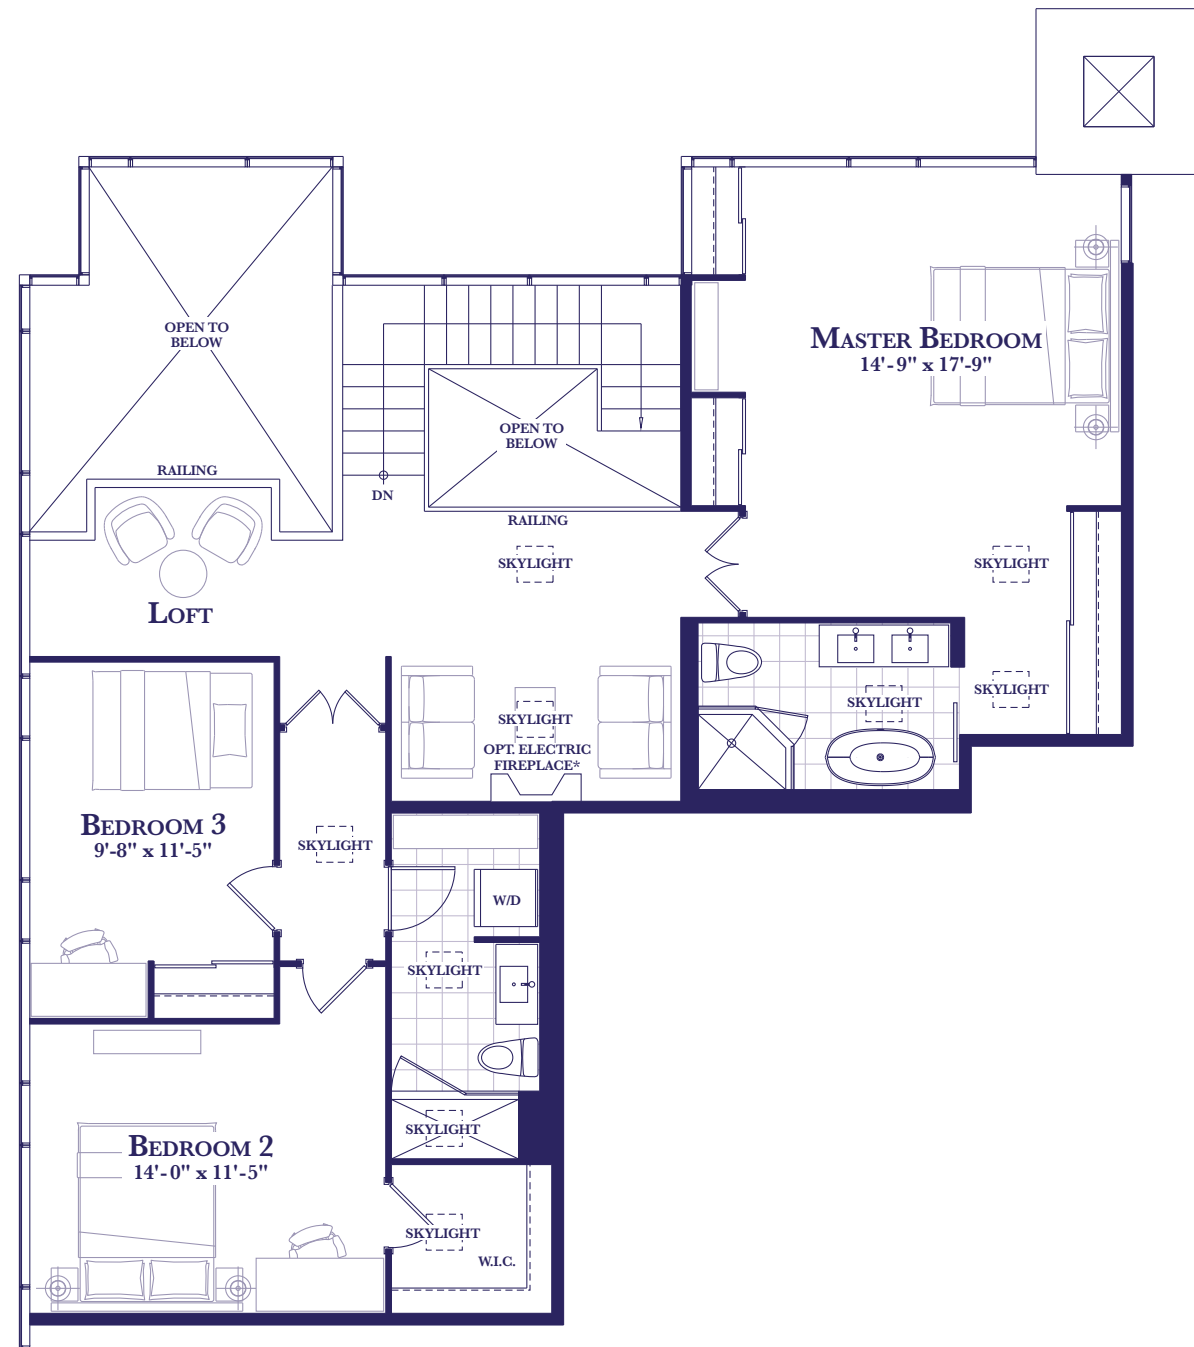 OPEN TO
BELOW
MASTER BEDROOM
14'-9" x 17'-9"
OPEN TO
BELOW
RAILING
DN
RAILING
SKYLIGHT
SKYLIGHT
LOFT
SKYLIGHT
SKYLIGHT
SKYLIGHT
OPT. ELECTRIC
FIREPLACE*
BEDROOM 3
9'-8" x 11'-5"
SKYLIGHT
W/D
SKYLIGHT
SKYLIGHT
BEDROOM 2
14'-0" x 11'-5"
SKYLIGHT
W.I.C.